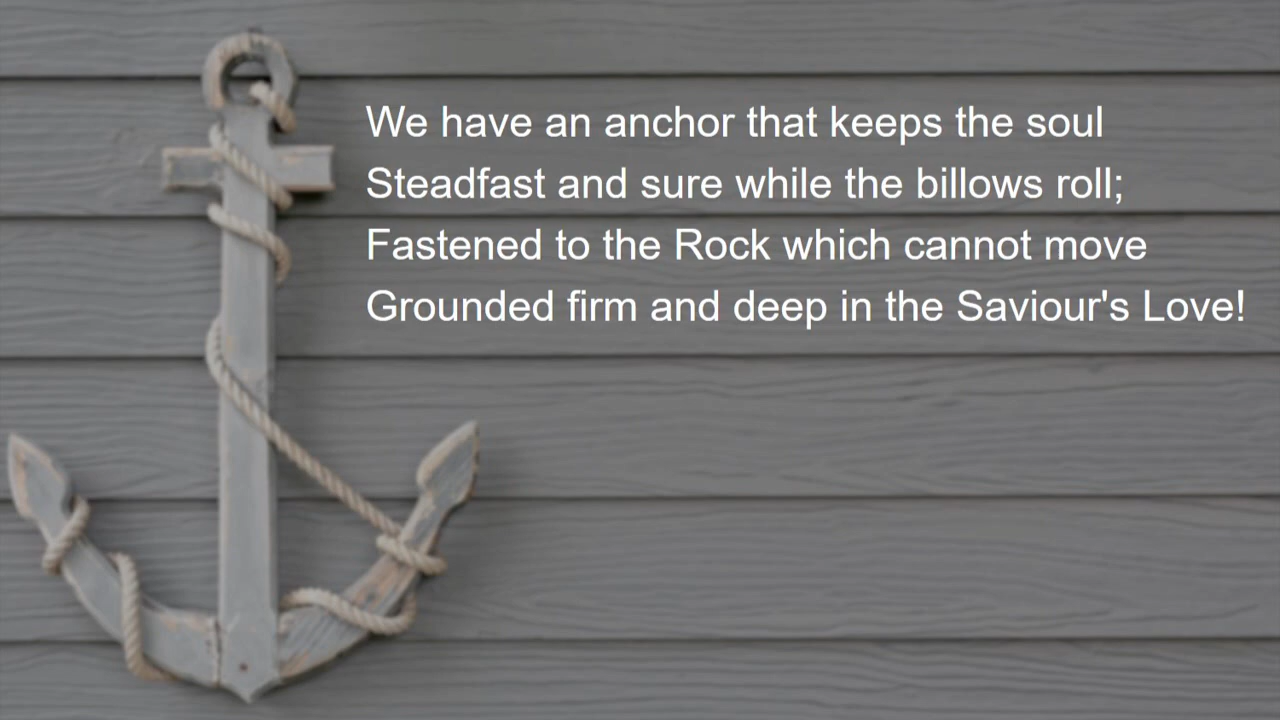 We have an anchor that keeps the soul
Steadfast and sure while the billows roll;
Fastened to the Rock which cannot move
Grounded firm and deep in the Saviour's Love!